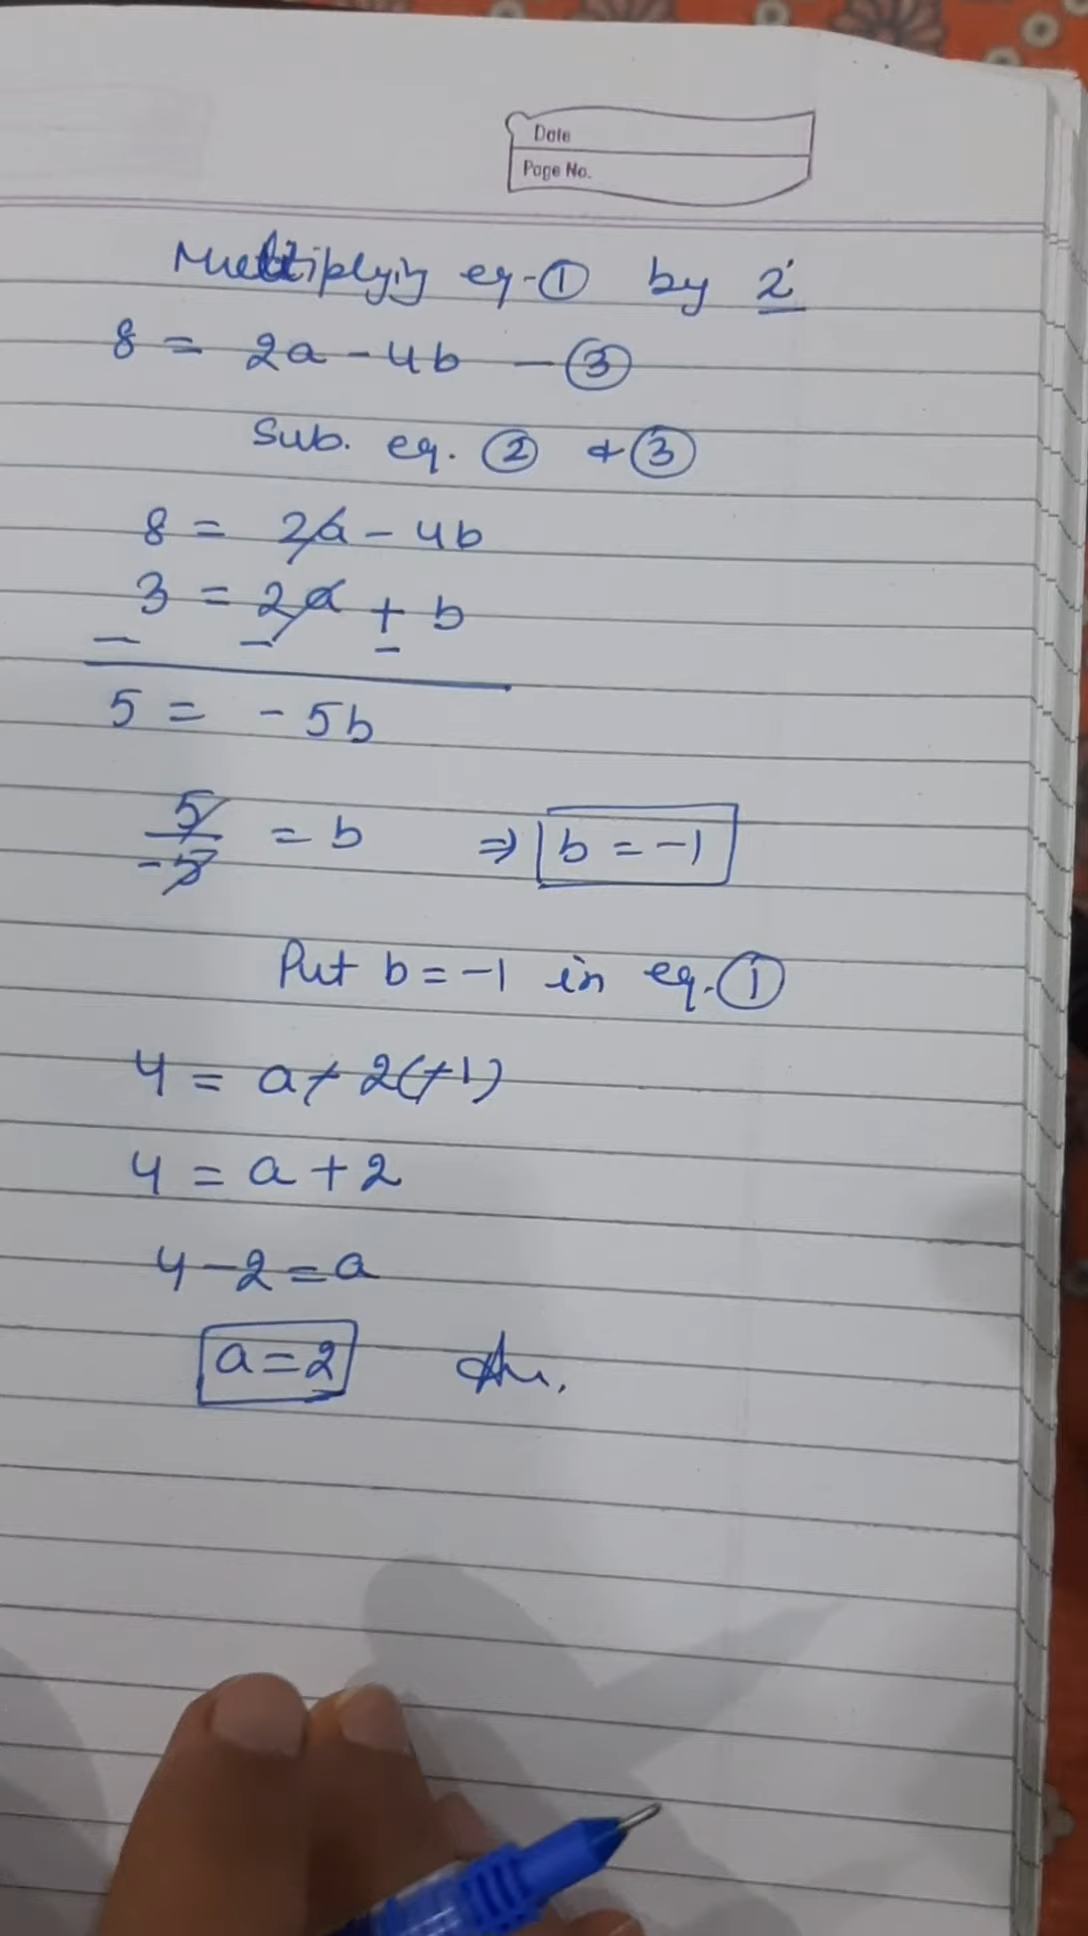 Date
Page No.
Multiplying eq-① by 2
8 = 2a - 4b - ③
Sub. eq. ② & ③
8 = 2a - 4b
3 = 2a + b
- - -
5 = - 5b
5/-5 = b ⇒ b = -1
Put b = -1 in eq. ①
4 = a - 2(-1)
4 = a + 2
4 - 2 = a
a = 2 Ans.